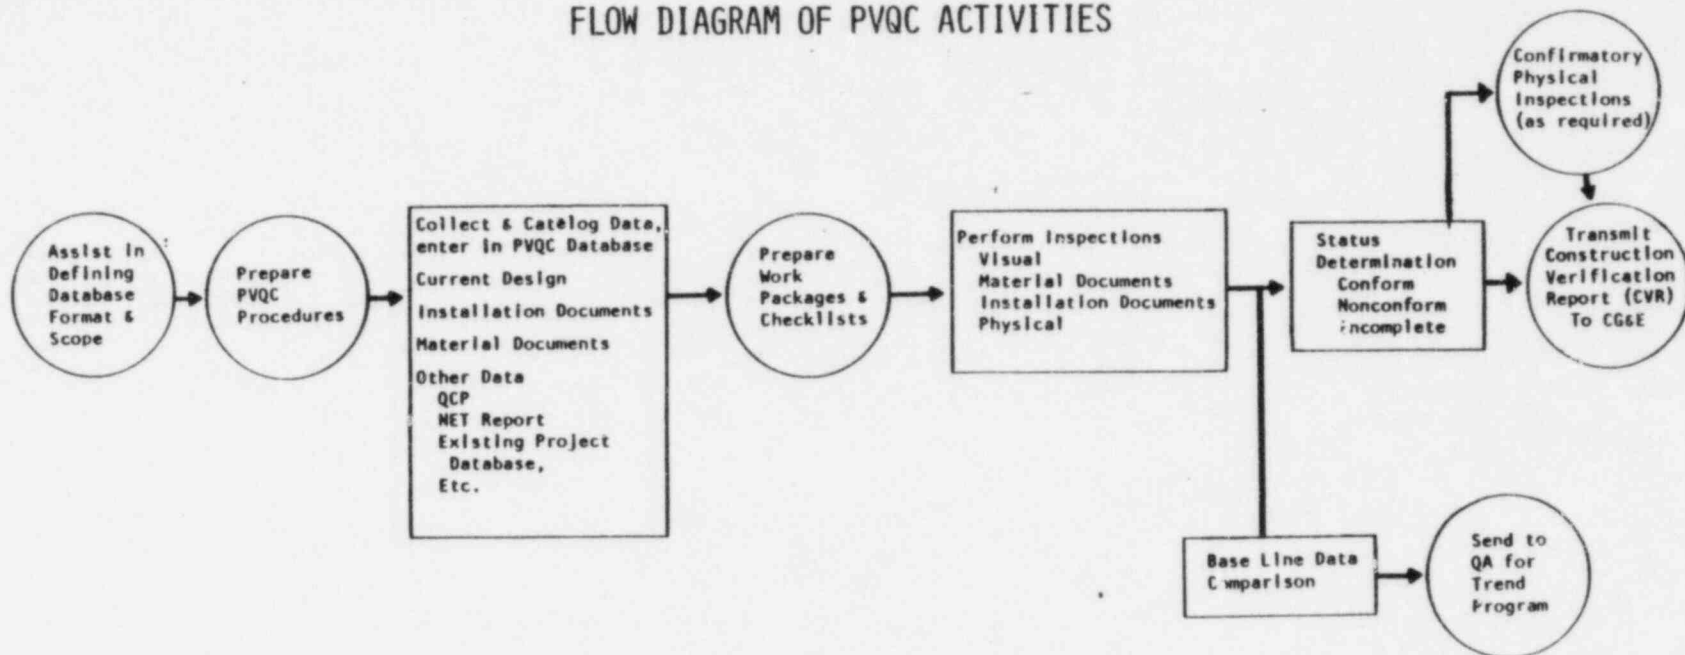 FLOW DIAGRAM OF PVQC ACTIVITIES
Assist in
Defining
Database
Format &
Scope
Prepare
PVQC
Procedures
Collect & Catalog Data,
enter in PVQC Database
Current Design
Installation Documents
Material Documents
Other Data
QCP
NET Report
Existing Project
Database,
Etc.
Prepare
Work
Packages &
Checklists
Perform Inspections
Visual
Material Documents
Installation Documents
Physical
Status
Determination
Conform
Nonconform
Incomplete
Confirmatory
Physical
Inspections
(as required)
Transmit
Construction
Verification
Report (CVR)
To CG&E
Base Line Data
Comparison
Send to
QA for
Trend
Program